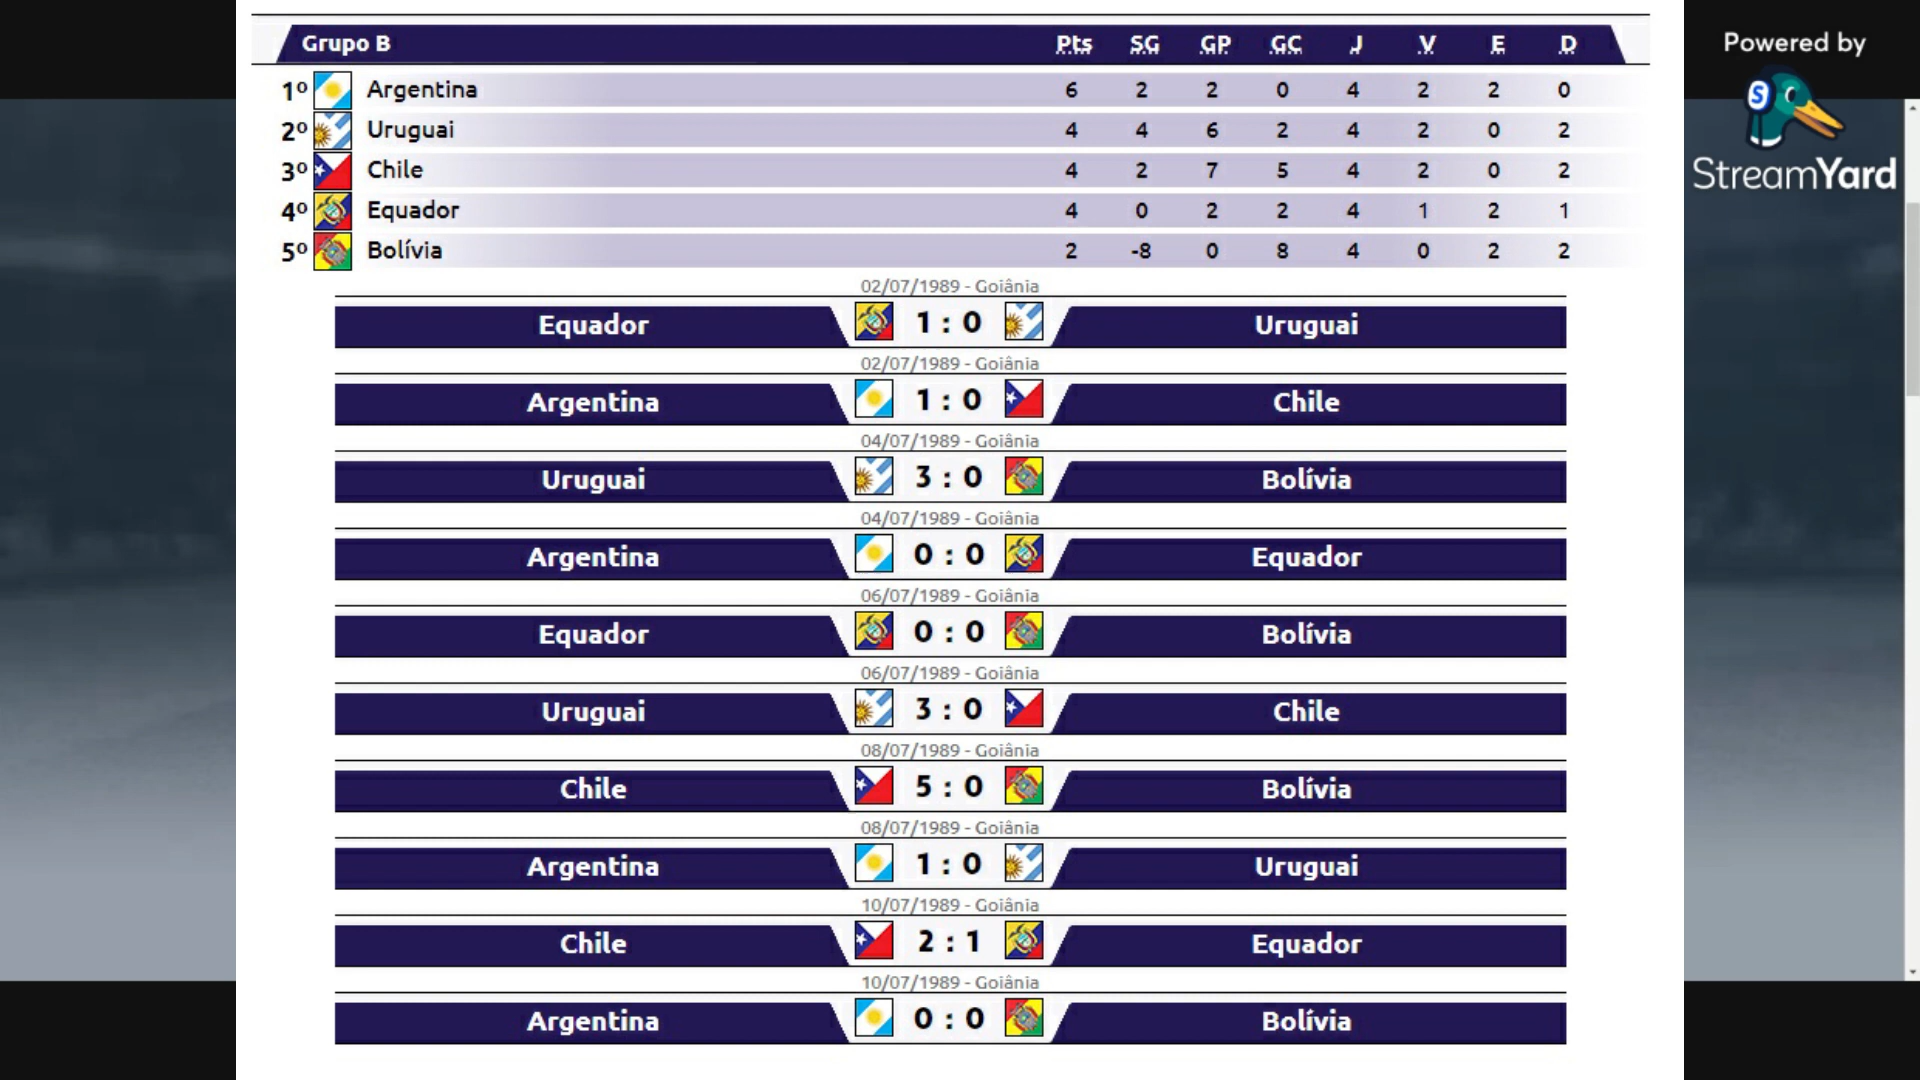 Grupo B Pts SG GP GC J V E D
1º Argentina 6 2 2 0 4 2 2 0
2º Uruguai 4 4 6 2 4 2 0 2
3º Chile 4 2 7 5 4 2 0 2
4º Equador 4 0 2 2 4 1 2 1
5º Bolívia 2 -8 0 8 4 0 2 2
02/07/1989 - Goiânia
Equador 1 : 0 Uruguai
02/07/1989 - Goiânia
Argentina 1 : 0 Chile
04/07/1989 - Goiânia
Uruguai 3 : 0 Bolívia
04/07/1989 - Goiânia
Argentina 0 : 0 Equador
06/07/1989 - Goiânia
Equador 0 : 0 Bolívia
06/07/1989 - Goiânia
Uruguai 3 : 0 Chile
08/07/1989 - Goiânia
Chile 5 : 0 Bolívia
08/07/1989 - Goiânia
Argentina 1 : 0 Uruguai
10/07/1989 - Goiânia
Chile 2 : 1 Equador
10/07/1989 - Goiânia
Argentina 0 : 0 Bolívia
Powered by
S
StreamYard